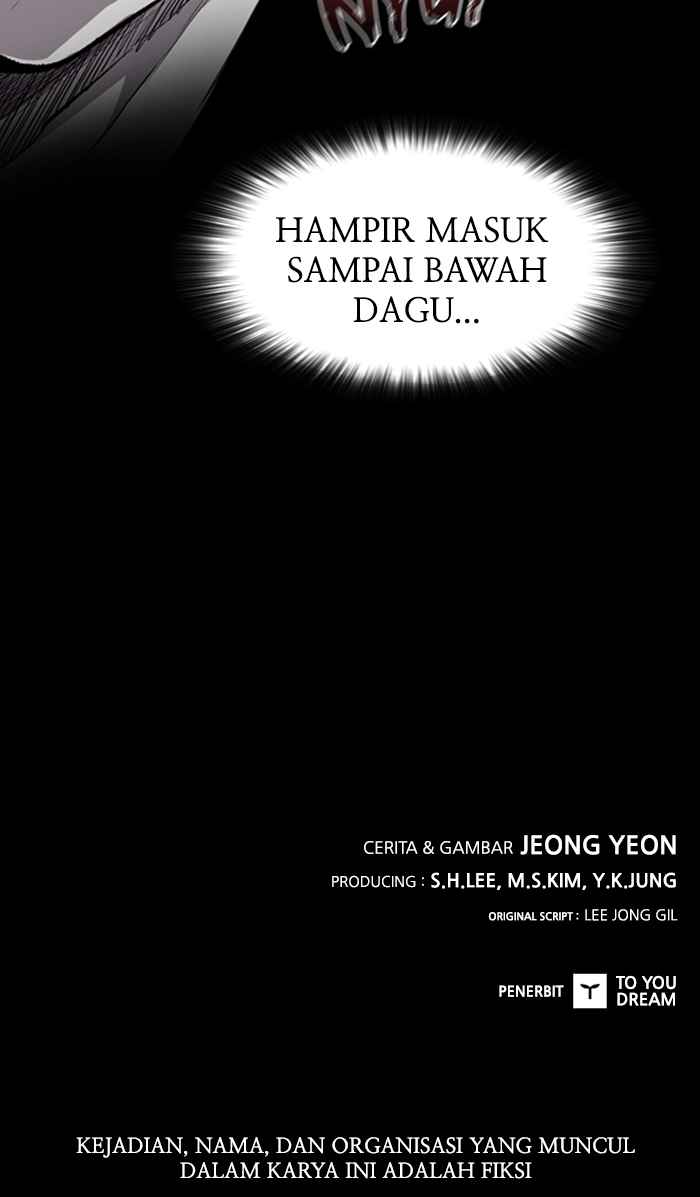 HAMPIR MASUK
SAMPAI BAWAH
DAGU...
CERITA & GAMBAR JEONG YEON
PRODUCING : S.H.LEE, M.S.KIM, Y.K.JUNG
ORIGINAL SCRIPT : LEE JONG GIL
PENERBIT TO YOU
DREAM
KEJADIAN, NAMA, DAN ORGANISASI YANG MUNCUL
DALAM KARYA INI ADALAH FIKSI